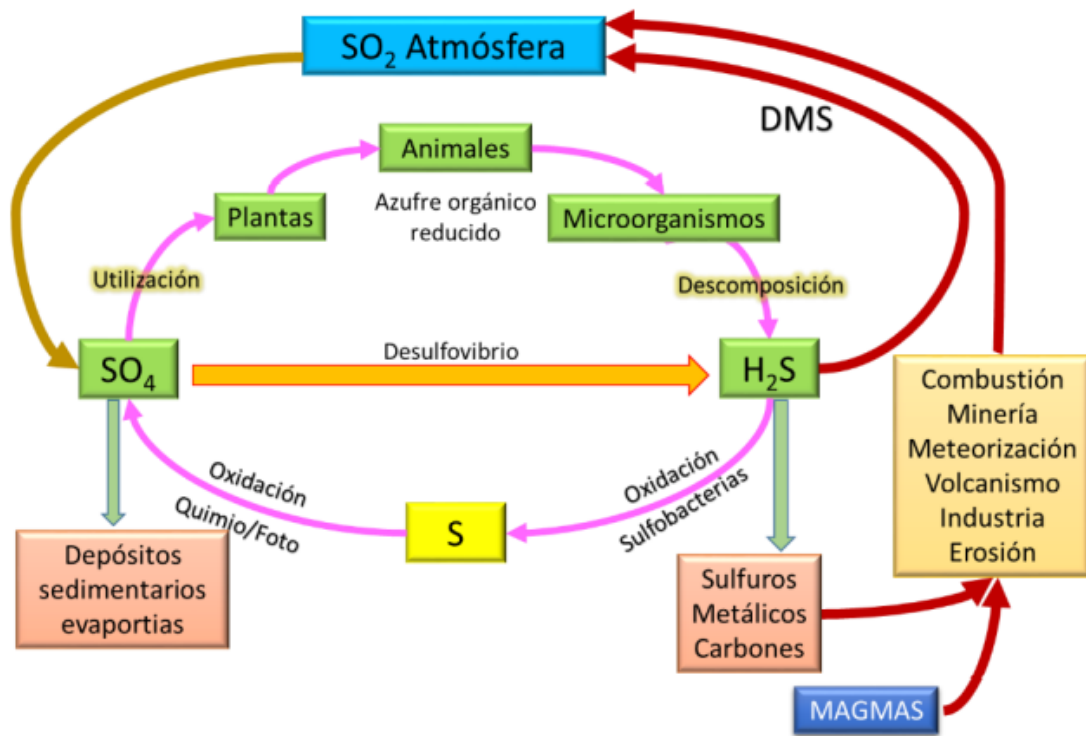 SO₂ Atmósfera
DMS
Animales
Azufre orgánico
reducido
Plantas
Microorganismos
Utilización
Descomposición
SO₄
Desulfovibrio
H₂S
Combustión
Minería
Meteorización
Volcanismo
Industria
Erosión
Oxidación
Quimio/Foto
S
Oxidación
Sulfobacterias
Depósitos
sedimentarios
evaportias
Sulfuros
Metálicos
Carbones
MAGMAS